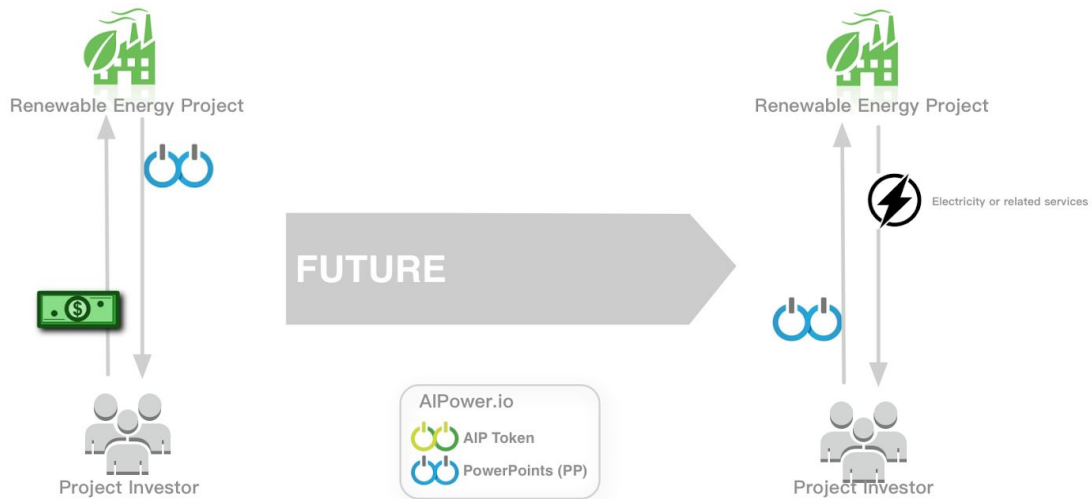 Renewable Energy Project
Renewable Energy Project
Electricity or related services
FUTURE
$
AIPower.io
AIP Token
PowerPoints (PP)
Project Investor
Project Investor